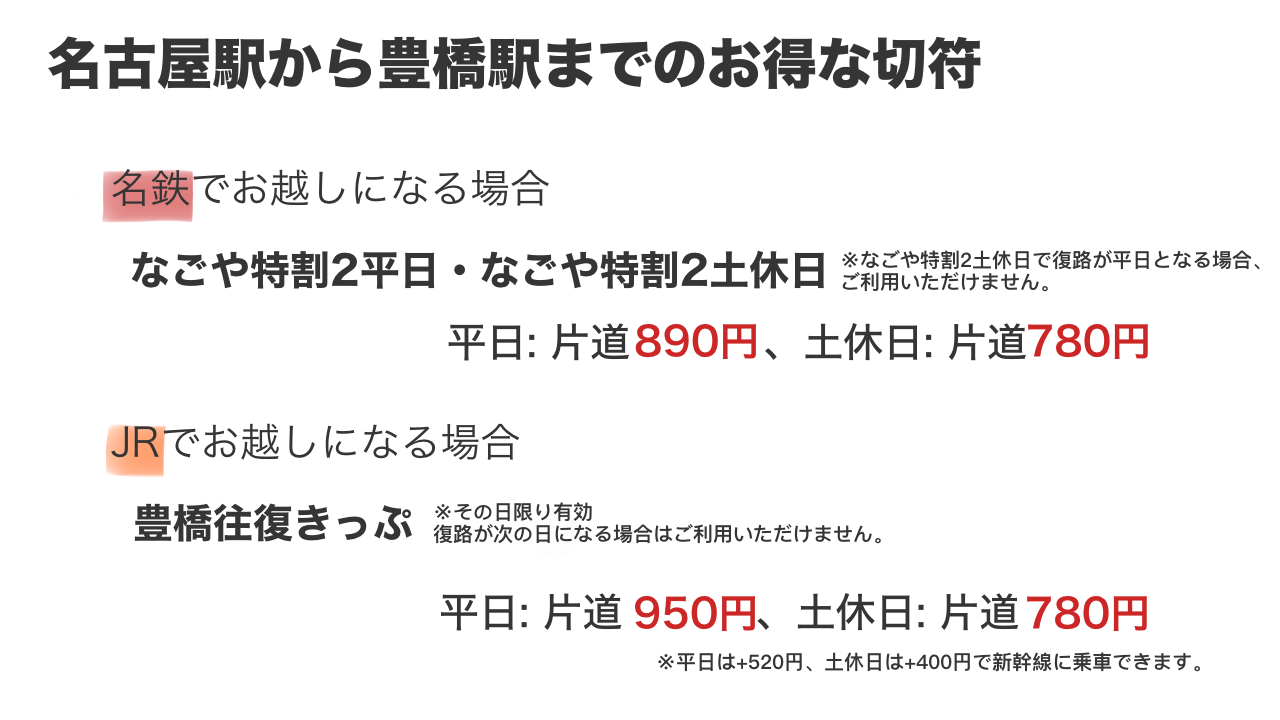 名古屋駅から豊橋駅までのお得な切符
名鉄でお越しになる場合
なごや特割2平日・なごや特割2土休日 ※なごや特割2土休日で復路が平日となる場合、
ご利用いただけません。
平日: 片道890円、土休日: 片道780円
JRでお越しになる場合
豊橋往復きっぷ ※その日限り有効
復路が次の日になる場合はご利用いただけません。
平日: 片道 950円、土休日: 片道 780円
※平日は+520円、土休日は+400円で新幹線に乗車できます。